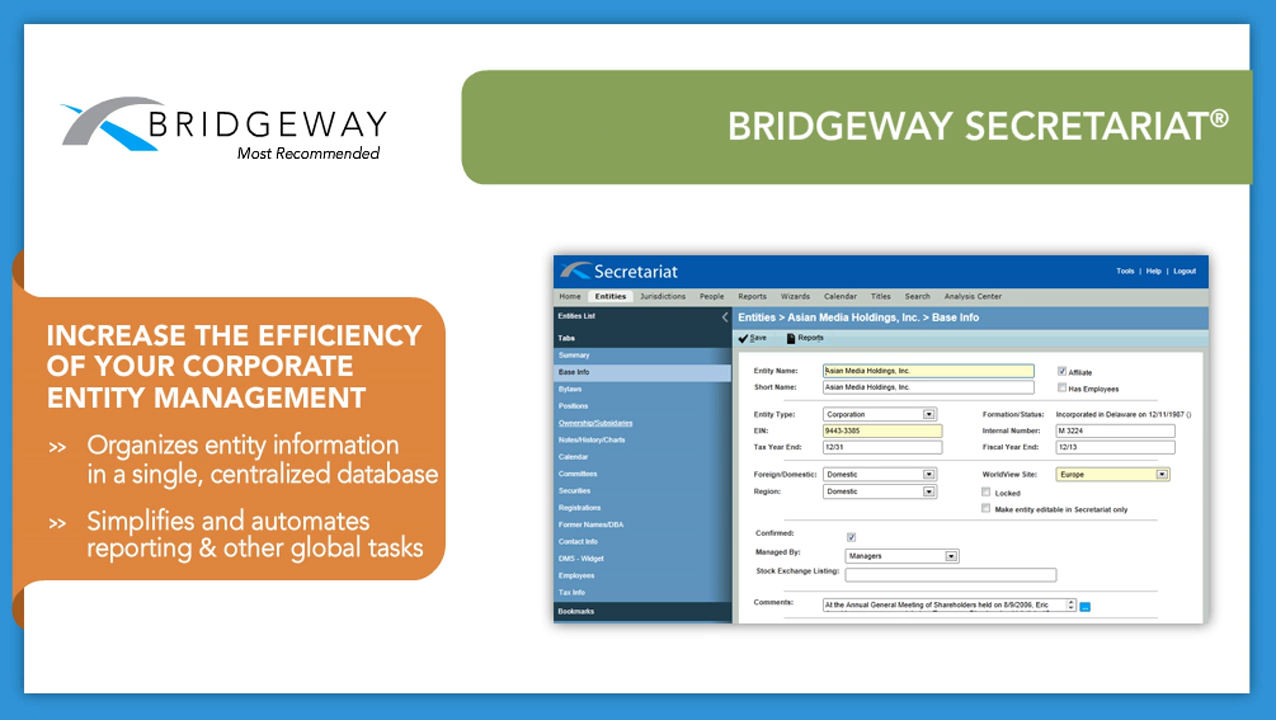 BRIDGEWAY
Most Recommended
BRIDGEWAY SECRETARIAT®
INCREASE THE EFFICIENCY
OF YOUR CORPORATE
ENTITY MANAGEMENT
>> Organizes entity information
in a single, centralized database
>> Simplifies and automates
reporting & other global tasks
Secretariat
Tools | Help | Logout
Home Entities Jurisdictions People Reports Wizards Calendar Titles Search Analysis Center
Entities List
Tabs
Summary
Base Info
Bylaws
Positions
Ownership/Subsidaries
Notes/History/Charts
Calendar
Committees
Securities
Registrations
Former Names/DBA
Contact Info
DMS - Widget
Employees
Tax Info
Bookmarks
Entities > Asian Media Holdings, Inc. > Base Info
Save Reports
Entity Name: Asian Media Holdings, Inc. Affiliate
Short Name: Asian Media Holdings, Inc. Has Employees
Entity Type: Corporation Formation/Status: Incorporated in Delaware on 12/11/1987 ()
EIN: 9443-3385 Internal Number: M 3224
Tax Year End: 12/31 Fiscal Year End: 12/13
Foreign/Domestic: Domestic WorldView Site: Europe
Region: Domestic Locked
Make entity editable in Secretariat only
Confirmed:
Managed By: Managers
Stock Exchange Listing:
Comments: At the Annual General Meeting of Shareholders held on 8/9/2006, Eric